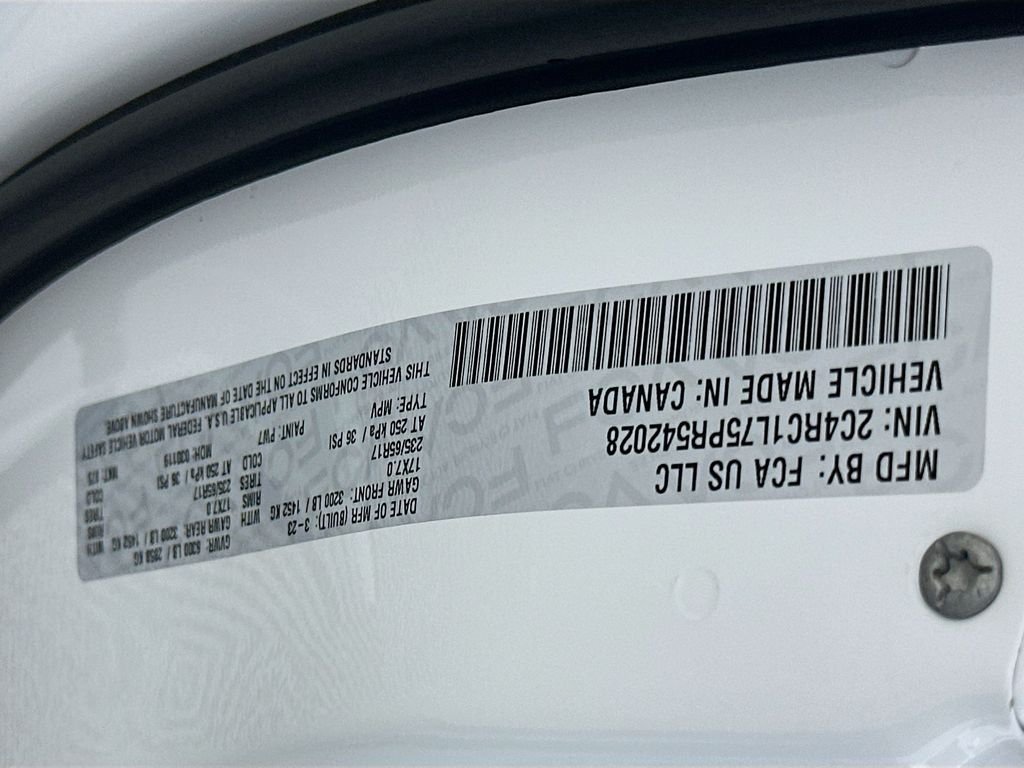 MFD BY: FCA US LLC
VIN: 2C4RC1L75PR542028
VEHICLE MADE IN: CANADA
DATE OF MFR (BUILT): 3-23 GVWR: 6300 LB / 2858 KG
GAWR FRONT: 3200 LB / 1452 KG WITH GAWR REAR: 3200 LB / 1452 KG WITH
17X7.0 RIMS 17X7.0 RIMS
235/65R17 TIRES 235/65R17 TIRES
AT 250 kPa / 36 PSI COLD AT 250 kPa / 36 PSI COLD
TYPE: MPV PAINT: PW7 MDH: 030119
THIS VEHICLE CONFORMS TO ALL APPLICABLE U.S.A. FEDERAL MOTOR VEHICLE SAFETY
STANDARDS IN EFFECT ON THE DATE OF MANUFACTURE SHOWN ABOVE